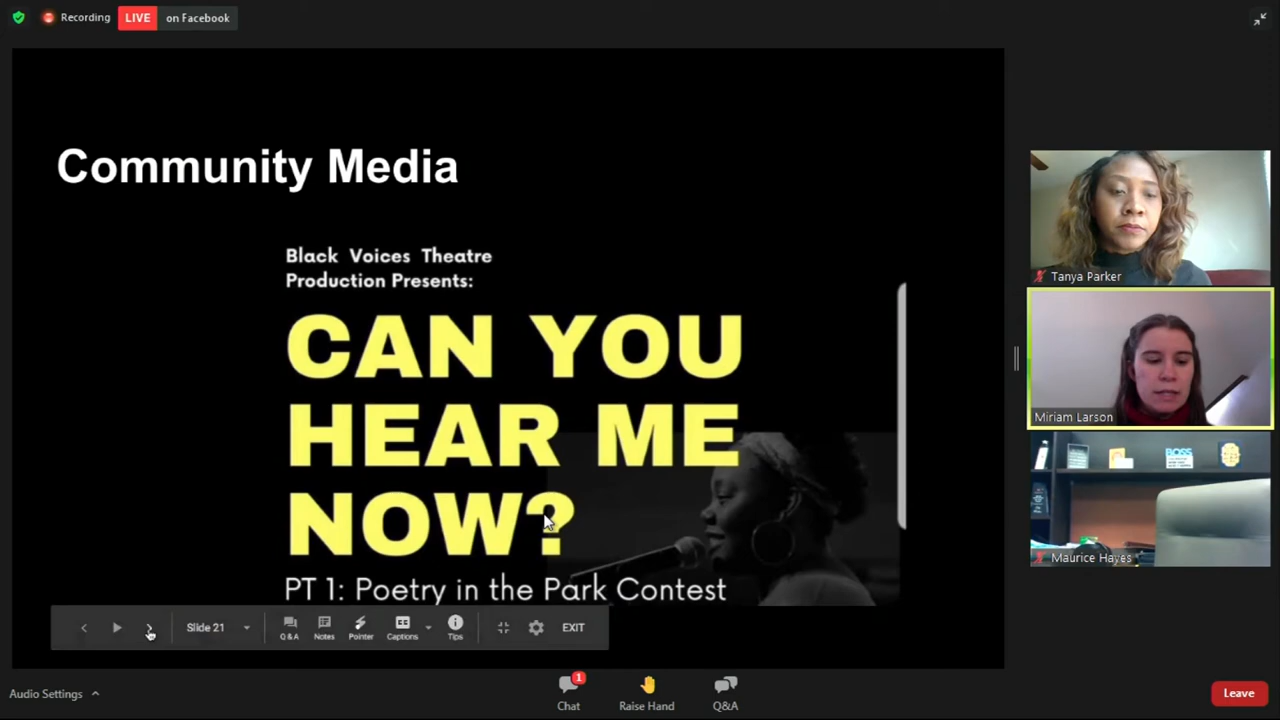 Recording
LIVE on Facebook
Community Media
Black Voices Theatre
Production Presents:
CAN YOU
HEAR ME
NOW?
PT 1: Poetry in the Park Contest
Slide 21
Q & A
Notes
Pointer
CC
Captions
Tips
EXIT
Tanya Parker
Miriam Larson
BOSS
Maurice Hayes
Audio Settings
1
Chat
Raise Hand
Q&A
Leave